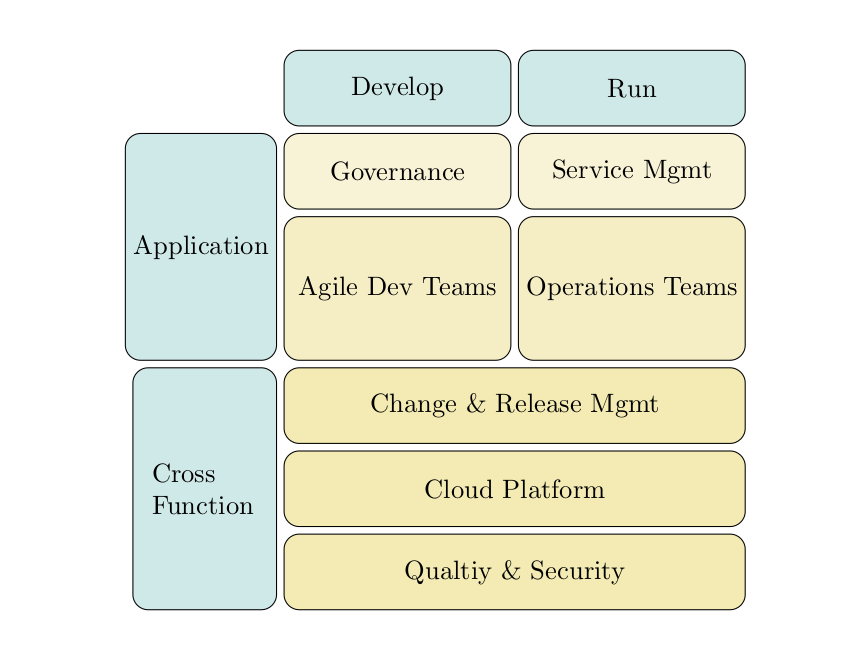 Develop
Run
Application
Governance
Service Mgmt
Agile Dev Teams
Operations Teams
Cross
Function
Change & Release Mgmt
Cloud Platform
Qualtiy & Security